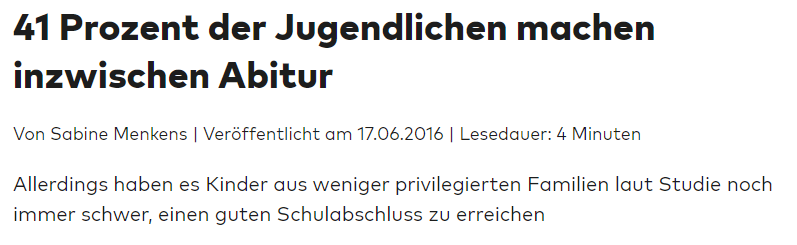 41 Prozent der Jugendlichen machen
inzwischen Abitur
Von Sabine Menkens | Veröffentlicht am 17.06.2016 | Lesedauer: 4 Minuten
Allerdings haben es Kinder aus weniger privilegierten Familien laut Studie noch
immer schwer, einen guten Schulabschluss zu erreichen